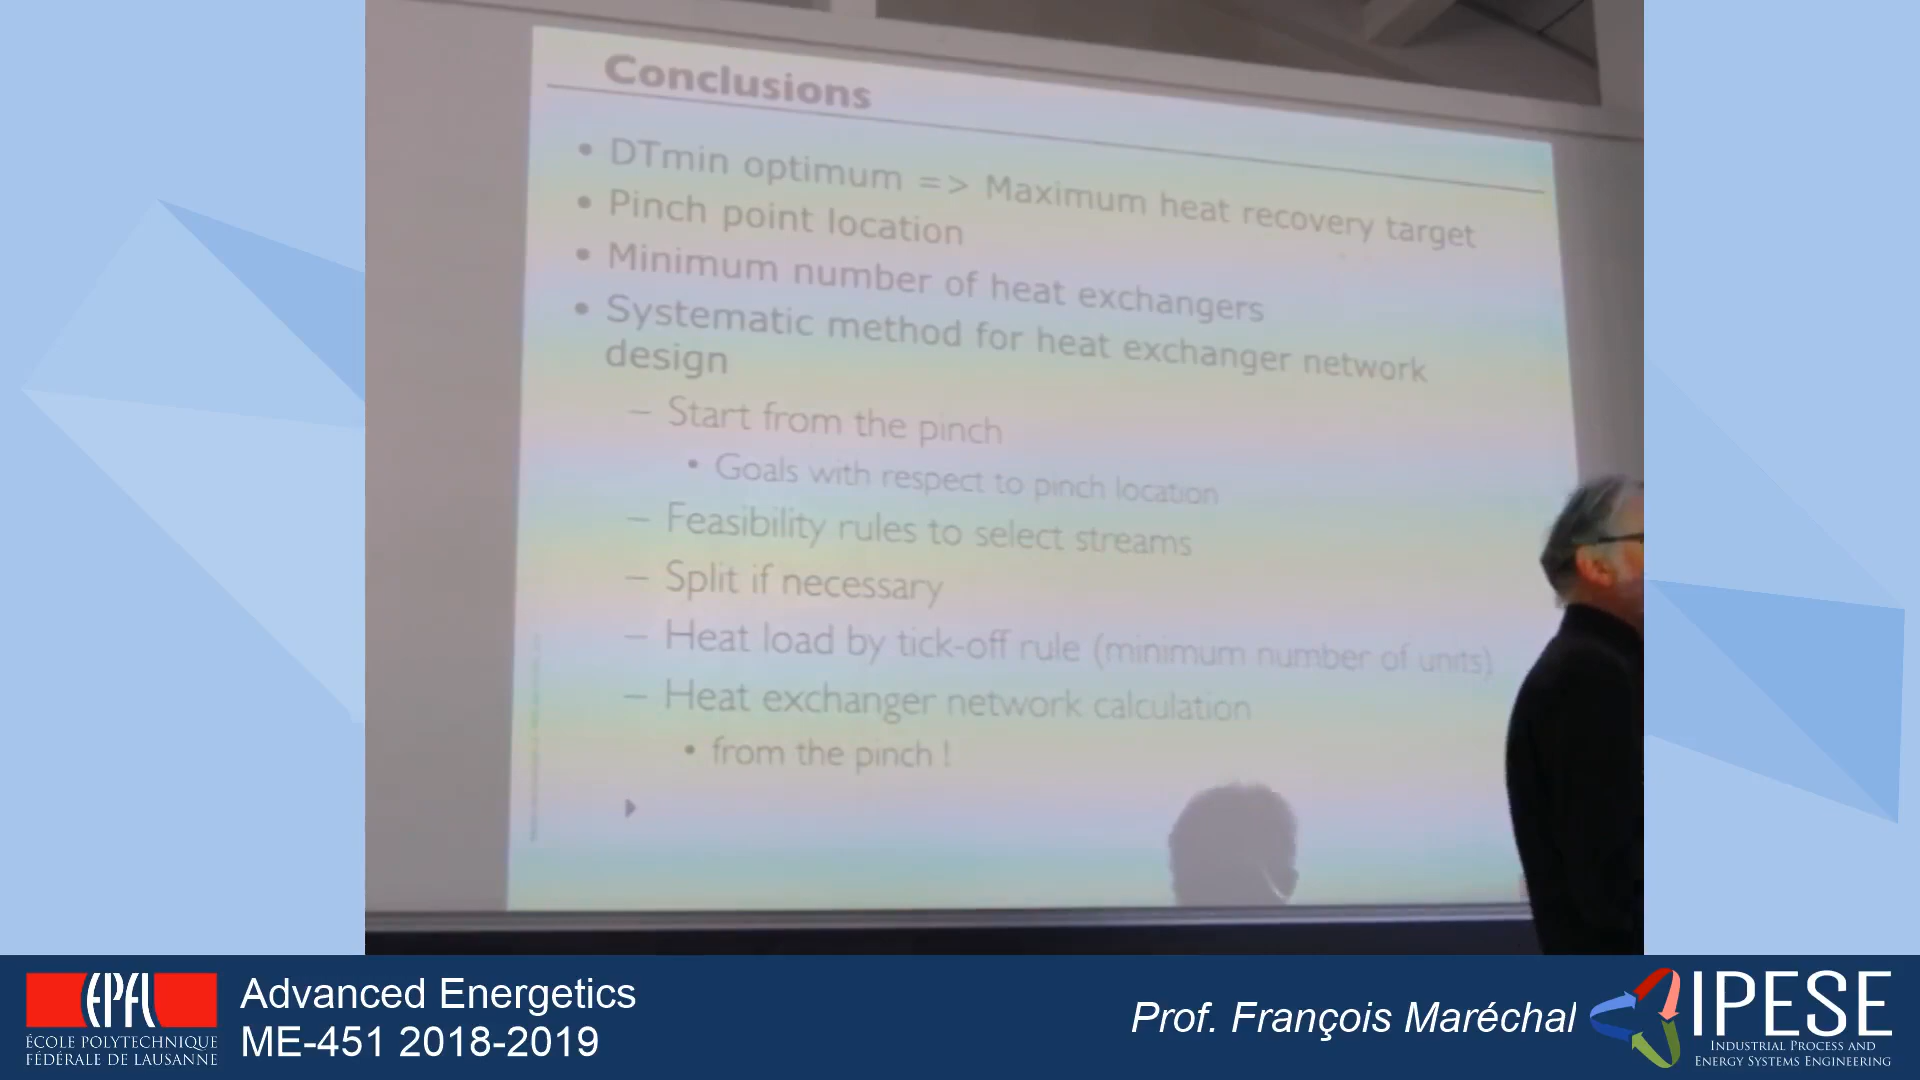 Conclusions
• DTmin optimum => Maximum heat recovery target
• Pinch point location
• Minimum number of heat exchangers
• Systematic method for heat exchanger network
design
– Start from the pinch
• Goals with respect to pinch location
– Feasibility rules to select streams
– Split if necessary
– Heat load by tick-off rule (minimum number of units)
– Heat exchanger network calculation
• from the pinch !
EPFL
ÉCOLE POLYTECHNIQUE
FÉDÉRALE DE LAUSANNE
Advanced Energetics
ME-451 2018-2019
Prof. François Maréchal
IPESE
INDUSTRIAL PROCESS AND
ENERGY SYSTEMS ENGINEERING